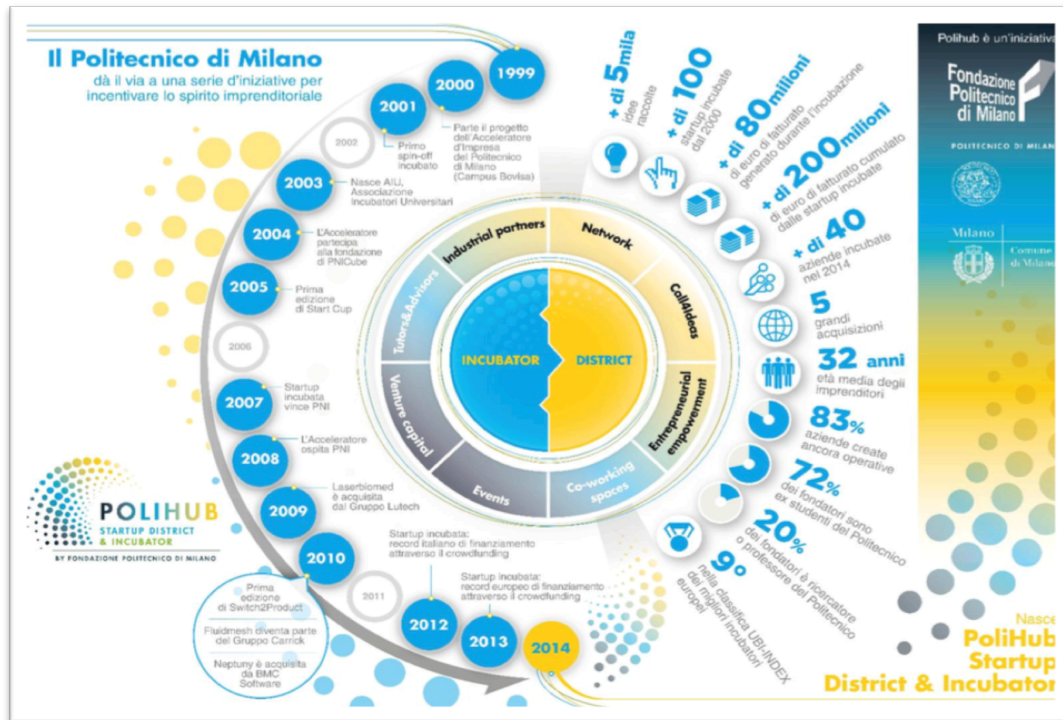 Il Politecnico di Milano
dà il via a una serie d'iniziative per
incentivare lo spirito imprenditoriale
1999
2000
Parte il progetto
dell'Acceleratore
d'Impresa
del Politecnico
di Milano
(Campus Bovisa)
2001
Primo
spin-off
incubato
2002
2003
Nasce AIU,
Associazione
Incubatori Universitari
2004
L'Acceleratore
partecipa
alla fondazione
di PNICube
2005
Prima
edizione
di Start Cup
2006
2007
Startup
incubata
vince PNI
2008
L'Acceleratore
ospita PNI
2009
Laserbiomed
è acquisita
dal Gruppo Lutech
2010
Prima
edizione
di Switch2Product
Fluidmesh diventa parte
del Gruppo Carrick
Neptuny è acquisita
da BMC
Software
2011
2012
Startup incubata:
record italiano di finanziamento
attraverso il crowdfunding
2013
Startup incubata:
record europeo di finanziamento
attraverso il crowdfunding
2014
Nasce
PoliHub
Startup
District & Incubator
POLIHUB
STARTUP DISTRICT
& INCUBATOR
BY FONDAZIONE POLITECNICO DI MILANO
INCUBATOR
DISTRICT
Industrial partners
Network
Call4Ideas
Entrepreneurial
empowerment
Co-working
spaces
Events
Venture capital
Tutors&Advisors
+ di 5mila
idee
raccolte
+ di 100
startup incubate
dal 2000
+ di 80milioni
di euro di fatturato
generato durante l'incubazione
+ di 200milioni
di euro di fatturato cumulato
dalle startup incubate
+ di 40
aziende incubate
nel 2014
5
grandi
acquisizioni
32 anni
età media degli
imprenditori
83%
aziende create
ancora operative
72%
dei fondatori sono
ex studenti del Politecnico
20%
dei fondatori è ricercatore
o professore del Politecnico
9°
nella classifica UBI-INDEX
dei migliori incubatori
europei
Polihub è un'iniziativa
Fondazione
Politecnico
di Milano
POLITECNICO DI MILAN
Milano
Comune
di Milano